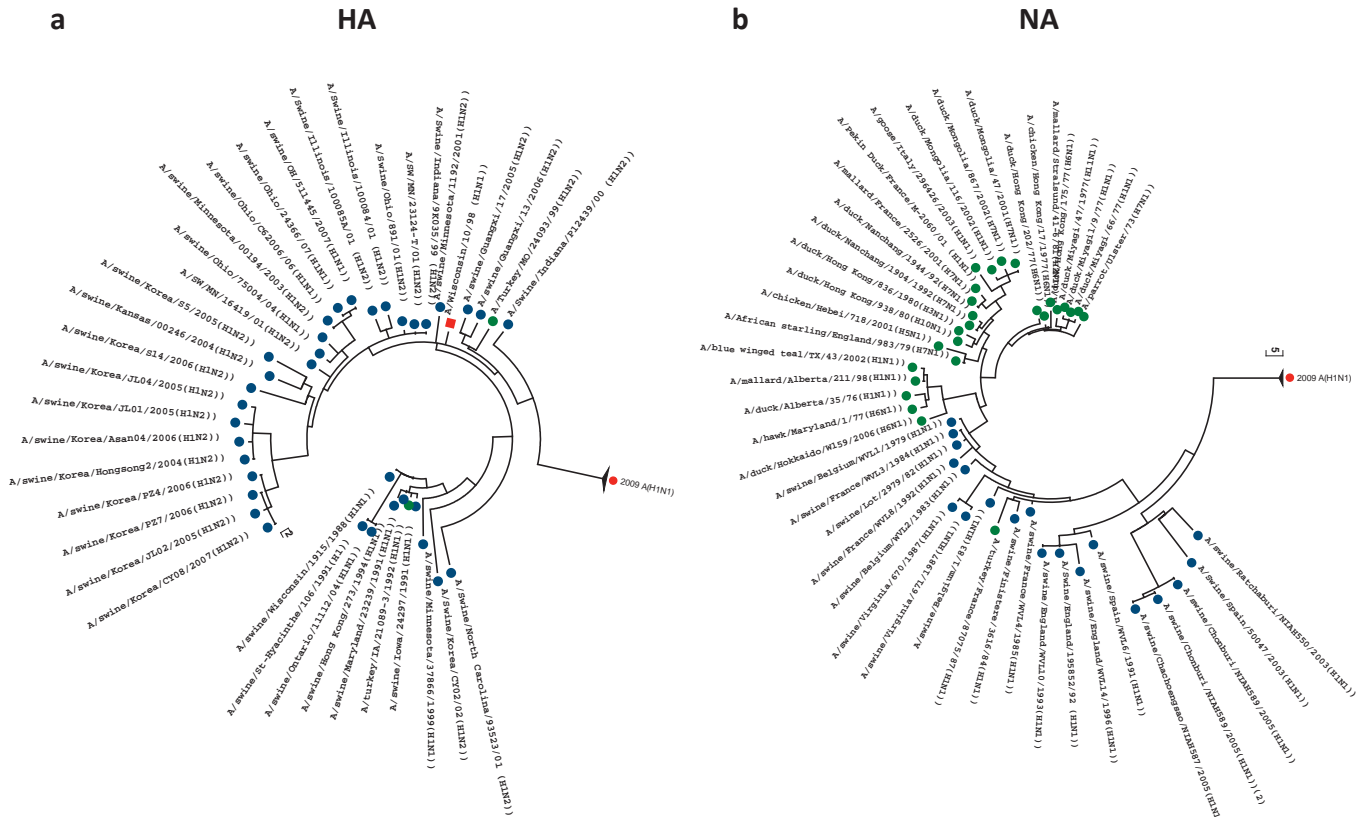 a
HA
A/swine/Korea/CY08/2007(H1N2))
A/swine/Korea/JL02/2005(H1N2))
A/swine/Korea/PZ7/2006(H1N2))
A/swine/Korea/PZ4/2006(H1N2))
A/swine/Korea/Hongsong2/2004(H1N2))
A/swine/Korea/Asan04/2006(H1N2))
A/swine/Korea/JL01/2005(H1N2))
A/swine/Korea/JL04/2005(H1N2))
A/swine/Korea/S14/2006(H1N2))
A/swine/Kansas/00246/2004(H1N2))
A/swine/Korea/S5/2005(H1N2))
A/SW/MN/16419/01(H1N2))
A/swine/Ohio/75004/04(H1N1))
A/swine/Minnesota/00194/2003(H1N2))
A/swine/Ohio/C62006/06(H1N1))
A/swine/Ohio/24366/07(H1N1))
A/swine/OH/511445/2007(H1N1))
A/Swine/Illinois/100085A/01 (H1N2))
A/Swine/Illinois/100084/01 (H1N2))
A/Swine/Ohio/891/01(H1N2))
A/SW/MN/23124-T/01(H1N2))
A/Swine/Indiana/9K035/99 (H1N2))
A/swine/Minnesota/1192/2001(H1N2))
A/Wisconsin/10/98 (H1N1))
A/swine/Guangxi/17/2005(H1N2))
A/swine/Guangxi/13/2006(H1N2))
A/Turkey/MO/24093/99(H1N2))
A/Swine/Indiana/P12439/00 (H1N2))
2009 A(H1N1)
A/Swine/North Carolina/93523/01 (H1N2))
A/Swine/Korea/CY02/02(H1N2))
A/swine/Minnesota/37866/1999(H1N1))
A/swine/Iowa/24297/1991(H1N1))
A/turkey/IA/21089-3/1992(H1N1))
A/swine/Maryland/23239/1991(H1N1))
A/swine/Hong Kong/273/1994(H1N1))
A/swine/Ontario/11112/04(H1N1))
A/swine/St-Hyacinthe/106/1991(H1N1))
A/swine/Wisconsin/1915/1988(H1N1))
2
b
NA
A/parrot/Ulster/73(H7N1))
A/duck/Miyagi/66/77(H1N1))
A/duck/Miyagi1/9/77(H1N1))
A/duck/Miyagi/47/1977(H1N1))
A/duck/Hong Kong/175/77(H6N1))
A/chicken/Hong Kong/17/1977(H6N1))
A/duck/Hong Kong/202/77(H6N1))
A/duck/Mongolia/47/2001(H7N1))
A/duck/Mongolia/867/2002(H7N1))
A/duck/Mongolia/116/2002(H1N1))
A/goose/Italy/296426/2003(H1N1))
A/Pekin Duck/France/M-2080/01 (H1N1))
A/mallard/France/2526/2001(H7N1))
A/duck/Nanchang/1944/92(H7N1))
A/duck/Nanchang/1904/1992(H7N1))
A/duck/Hong Kong/836/1980(H3N1))
A/duck/Hong Kong/938/80(H10N1))
A/chicken/Hebei/718/2001(H5N1))
A/African starling/England/983/79(H7N1))
A/blue winged teal/TX/43/2002(H1N1))
A/mallard/Alberta/211/98(H1N1))
A/duck/Alberta/35/76(H1N1))
A/hawk/Maryland/1/77(H6N1))
A/duck/Hokkaido/W159/2006(H6N1))
A/swine/Belgium/WVL1/1979(H1N1))
A/swine/France/WVL3/1984(H1N1))
A/swine/Lot/2979/82(H1N1))
A/swine/France/WVL8/1992(H1N1))
A/swine/Belgium/WVL2/1983(H1N1))
A/swine/Virginia/670/1987(H1N1))
A/swine/Virginia/671/1987(H1N1))
A/swine/Belgium/1/83(H1N1))
A/turkey/France/87075/87(H1N1))
A/swine/Finistere/3616/84(H1N1))
A/swine/France/WVL4/1985(H1N1))
A/swine/England/WVL10/1993(H1N1))
A/swine/England/195852/92 (H1N1))
A/swine/England/WVL14/1996(H1N1))
A/swine/Spain/WVL6/1991(H1N1))
A/swine/Chachoengsao/NIAH587/2005(H1N1
A/swine/Chonburi/NIAH589/2005(H1N1))(2)
A/swine/Chonburi/NIAH589/2005(H1N1))
A/swine/Spain/50047/2003(H1N1))
A/swine/Ratchaburi/NIAH550/2003(H1N1))
2009 A(H1N1)
5